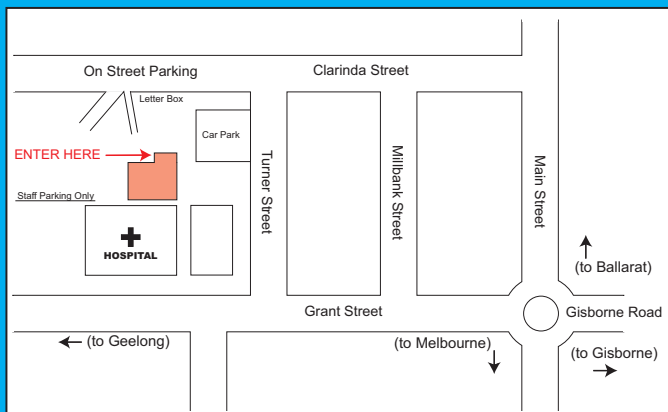 On Street Parking
Clarinda Street
Letter Box
Car Park
ENTER HERE
Turner Street
Millbank Street
Main Street
Staff Parking Only
HOSPITAL
(to Ballarat)
Grant Street
Gisborne Road
(to Geelong)
(to Melbourne)
(to Gisborne)